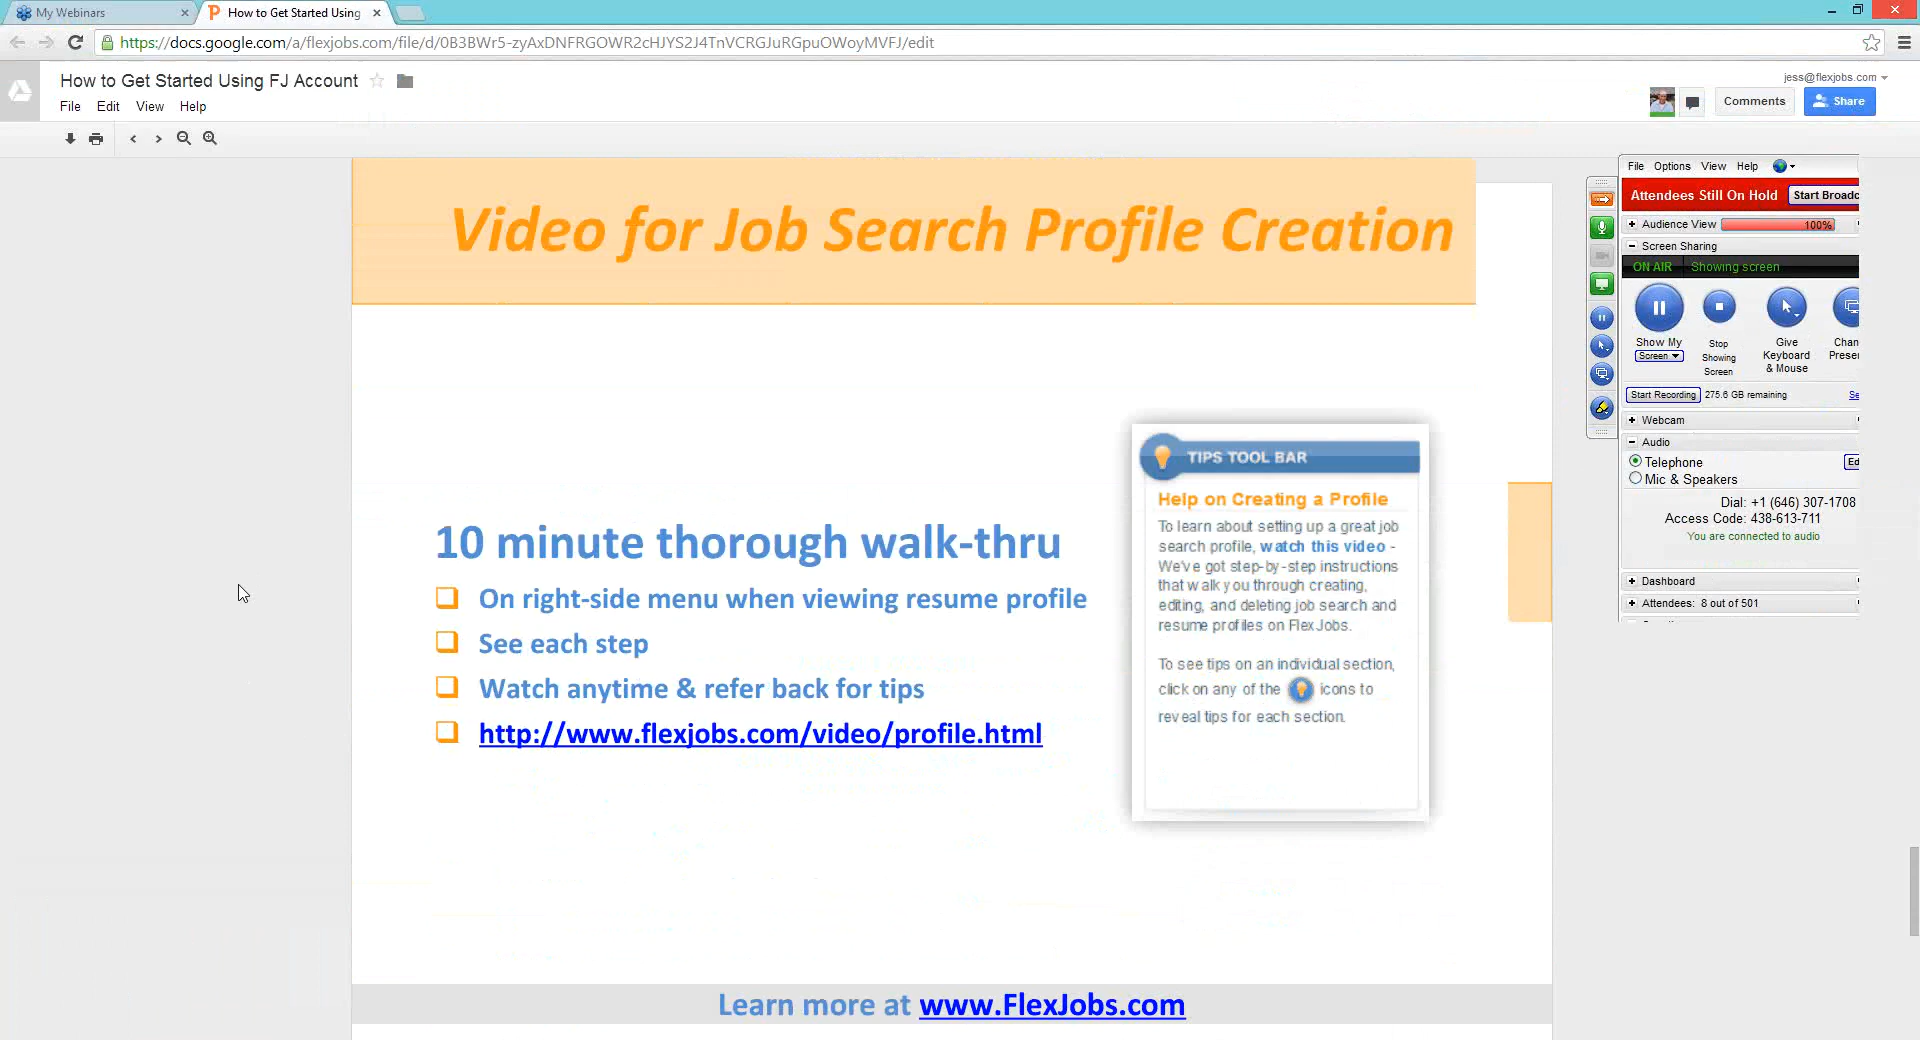 My Webinars
How to Get Started Using
https://docs.google.com/a/flexjobs.com/file/d/0B3BWr5-zyAxDNFRGOWR2cHJYS2J4TnVCRGJuRGpuOWoyMVFJ/edit
How to Get Started Using FJ Account
jess@flexjobs.com
File Edit View Help
Comments
Share
Video for Job Search Profile Creation
10 minute thorough walk-thru
On right-side menu when viewing resume profile
See each step
Watch anytime & refer back for tips
http://www.flexjobs.com/video/profile.html
TIPS TOOL BAR
Help on Creating a Profile
To learn about setting up a great job
search profile, watch this video -
We've got step-by-step instructions
that walk you through creating,
editing, and deleting job search and
resume profiles on FlexJobs.
To see tips on an individual section,
click on any of the icons to
reveal tips for each section.
Learn more at www.FlexJobs.com
File Options View Help
Attendees Still On Hold
Start Broadc
Audience View 100%
Screen Sharing
ON AIR Showing screen
Show My
Screen
Stop
Showing
Screen
Give
Keyboard
& Mouse
Chan
Prese
Start Recording 275.6 GB remaining Se
Webcam
Audio
Telephone Ed
Mic & Speakers
Dial: +1 (646) 307-1708
Access Code: 438-613-711
You are connected to audio
Dashboard
Attendees: 8 out of 501